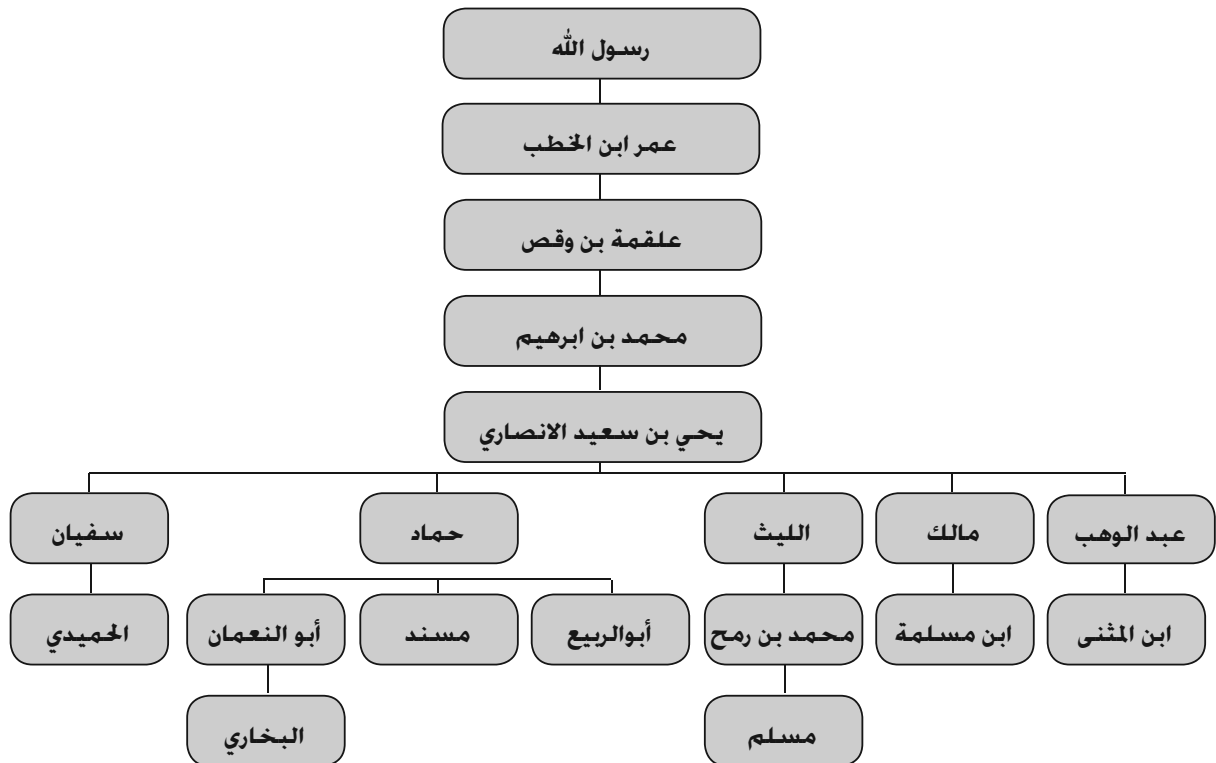 رسول الله
عمر ابن الخطب
علقمة بن وقص
محمد بن ابرهيم
يحي بن سعيد الانصاري
عبد الوهب
مالك
الليث
حماد
سفيان
ابن المثنى
ابن مسلمة
محمد بن رمح
أبوالربيع
مسند
أبو النعمان
الحميدي
مسلم
البخاري